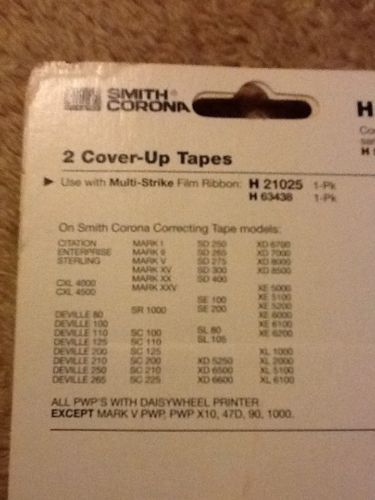 SMITH
CORONA
2 Cover-Up Tapes
► Use with Multi-Strike Film Ribbon: H 21025 1-Pk
H 63438 1-Pk
On Smith Corona Correcting Tape models:
CITATION MARK I SD 250 XD 6700
ENTERPRISE MARK II SD 265 XD 7000
STERLING MARK V SD 275 XD 8000
MARK XV SD 300 XD 8500
CXL 4000 MARK XX SD 400
CXL 4500 MARK XXV XE 5000
SE 100 XE 5100
DEVILLE 80 SR 1000 SE 200 XE 5200
DEVILLE 100 XE 6000
DEVILLE 110 SC 100 SL 80 XE 6100
DEVILLE 125 SC 110 SL 105 XE 6200
DEVILLE 200 SC 125 XL 1000
DEVILLE 210 SC 200 XD 5250 XL 2000
DEVILLE 250 SC 210 XD 6500 XL 5100
DEVILLE 265 SC 225 XD 6600 XL 6100
ALL PWP'S WITH DAISYWHEEL PRINTER
EXCEPT MARK V PWP, PWP X10, 47D, 90, 1000.
H